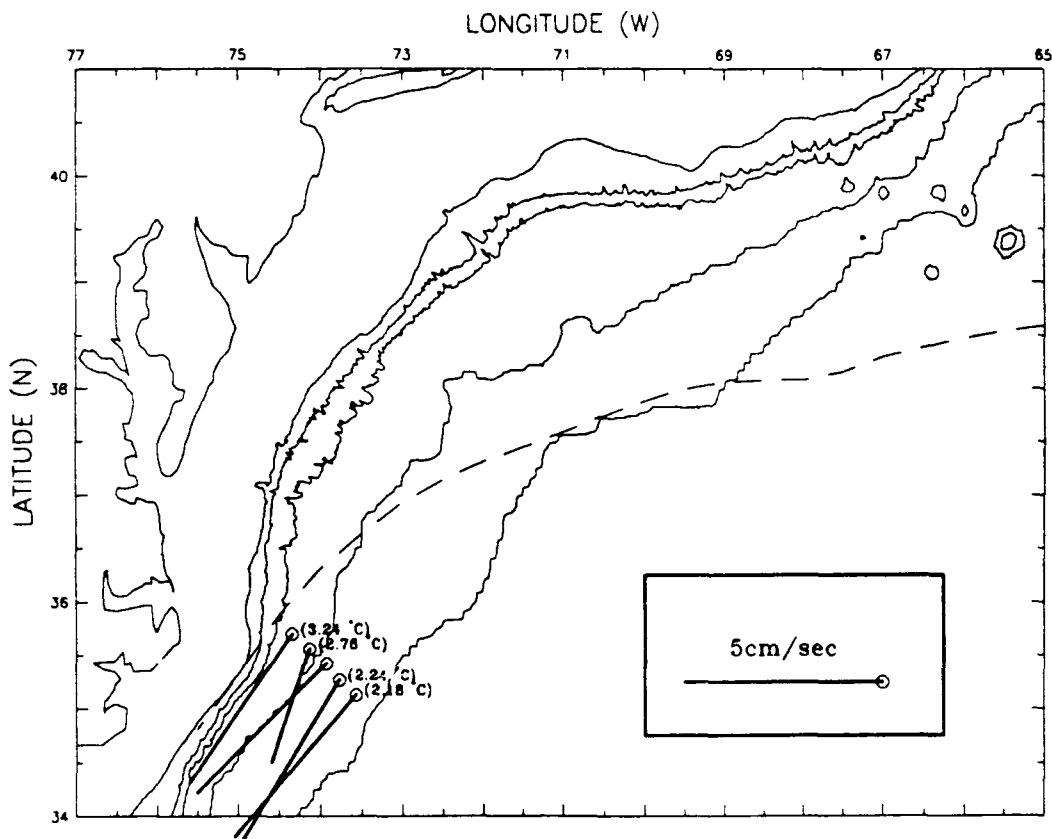 LONGITUDE (W)
77 75 73 71 69 67 65
LATITUDE (N)
40
38
36
34
(3.24 °C)
(2.76 °C)
(2.24 °C)
(2.18 °C)
5cm/sec